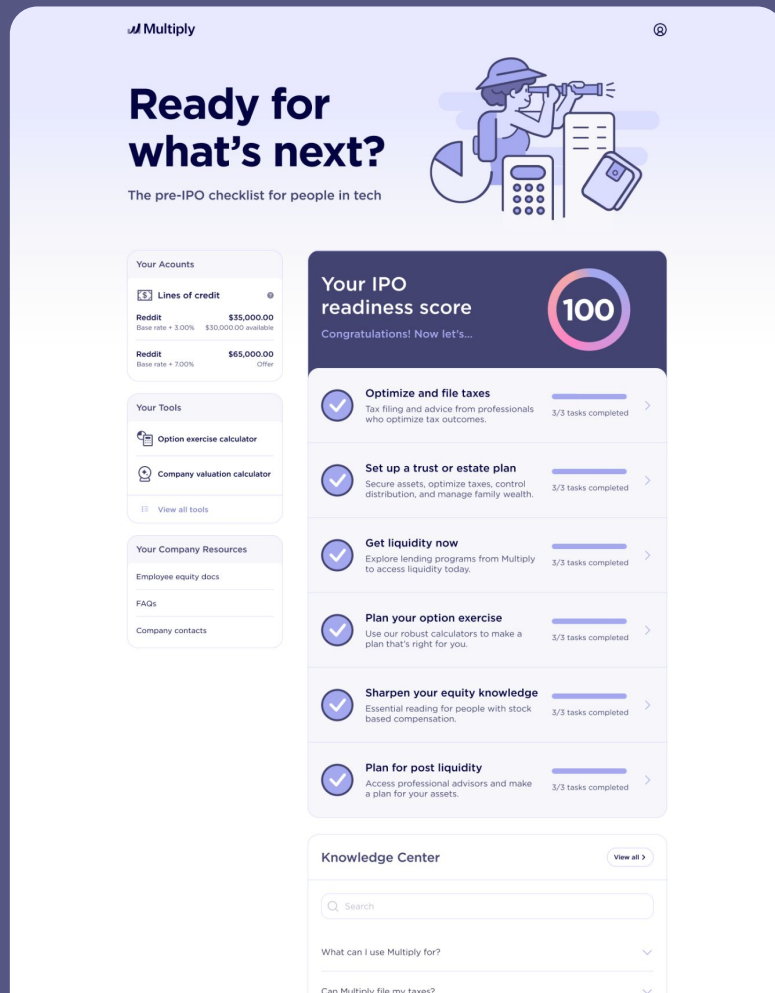 Multiply
Ready for
what's next?
The pre-IPO checklist for people in tech
Your Acounts
$ Lines of credit ?
Reddit $35,000.00
Base rate + 3.00% $30,000.00 available
Reddit $65,000.00
Base rate + 7.00% Offer
Your Tools
Option exercise calculator
Company valuation calculator
View all tools
Your Company Resources
Employee equity docs
FAQs
Company contacts
Your IPO
readiness score
Congratulations! Now let's...
100
Optimize and file taxes
Tax filing and advice from professionals
who optimize tax outcomes.
3/3 tasks completed
Set up a trust or estate plan
Secure assets, optimize taxes, control
distribution, and manage family wealth.
3/3 tasks completed
Get liquidity now
Explore lending programs from Multiply
to access liquidity today.
3/3 tasks completed
Plan your option exercise
Use our robust calculators to make a
plan that's right for you.
3/3 tasks completed
Sharpen your equity knowledge
Essential reading for people with stock
based compensation.
3/3 tasks completed
Plan for post liquidity
Access professional advisors and make
a plan for your assets.
3/3 tasks completed
Knowledge Center
View all >
Search
What can I use Multiply for?
Can Multiply file my taxes?